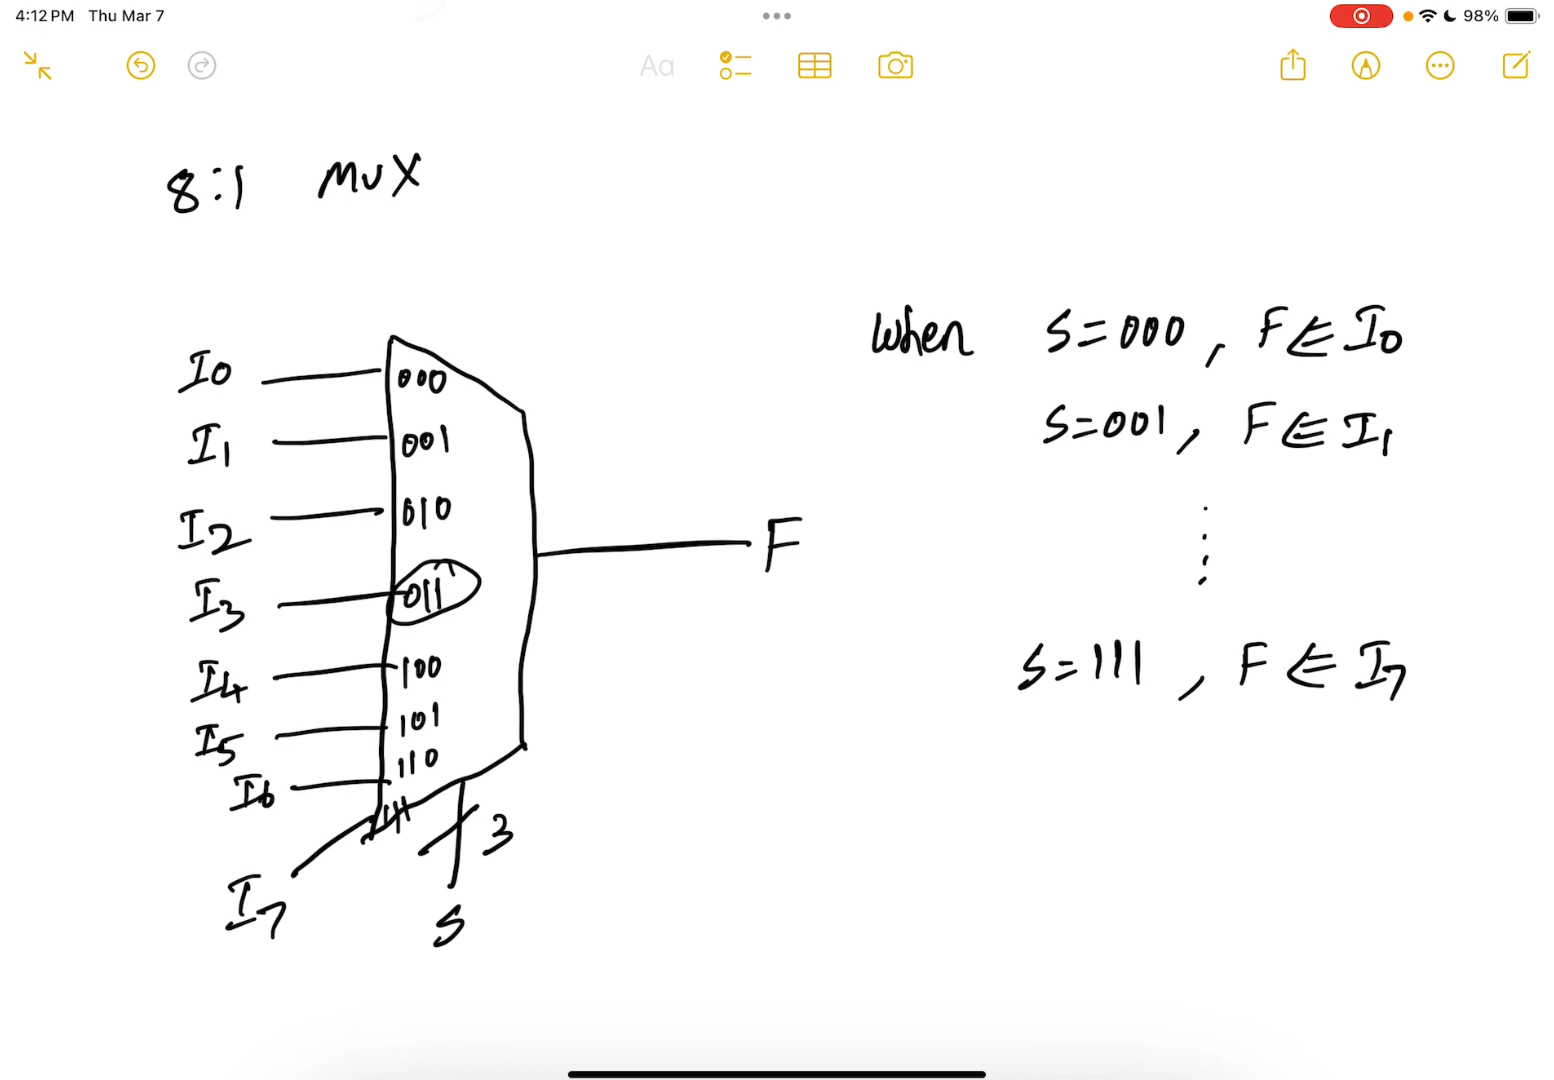 4:12 PM Thu Mar 7
98%
Aa
8:1 MUX
When S=000, F⋹I0
S=001, F⋹I1
⋮
S=111, F⋹I7
I0 000
I1 001
I2 010
I3 011
I4 100
I5 101
I6 110
I7 111
F
3
S